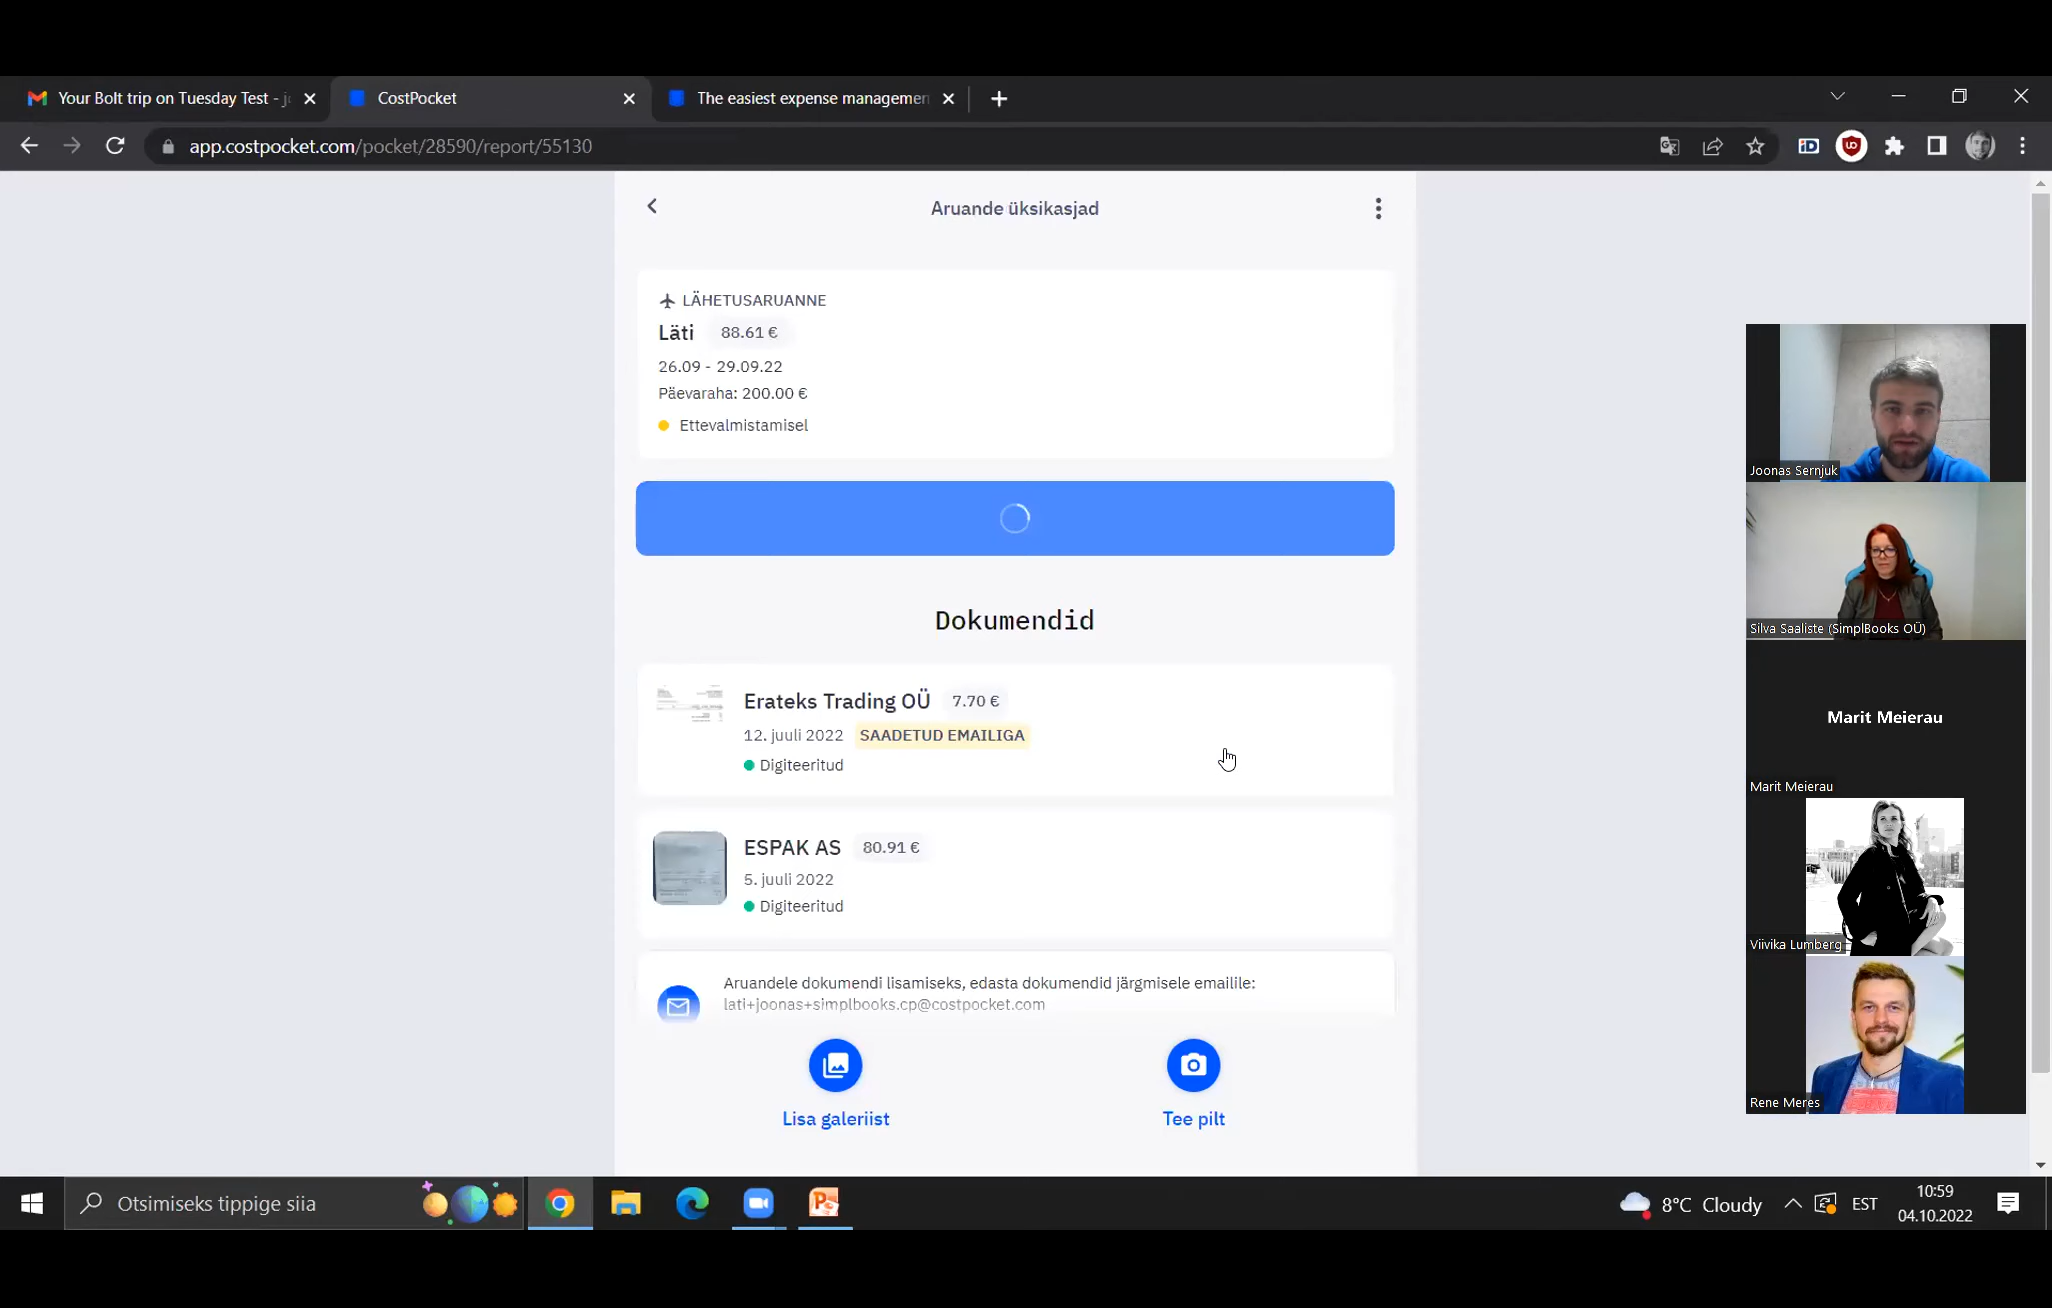 Your Bolt trip on Tuesday Test - j
CostPocket
The easiest expense managemen
app.costpocket.com/pocket/28590/report/55130
Aruande üksikasjad
LÄHETUSARUANNE
Läti 88.61 €
26.09 - 29.09.22
Päevaraha: 200.00 €
Ettevalmistamisel
Dokumendid
Erateks Trading OÜ 7.70 €
12. juuli 2022 SAADETUD EMAILIGA
Digiteeritud
ESPAK AS 80.91 €
5. juuli 2022
Digiteeritud
Aruandele dokumendi lisamiseks, edasta dokumendid järgmisele emailile:
lati+joonas+simplbooks.cp@costpocket.com
Lisa galeriist
Tee pilt
Joonas Sernjuk
Silva Saaliste (SimplBooks OÜ)
Marit Meierau
Marit Meierau
Viivika Lumberg
Rene Meres
Otsimiseks tippige siia
8°C Cloudy
EST
10:59
04.10.2022